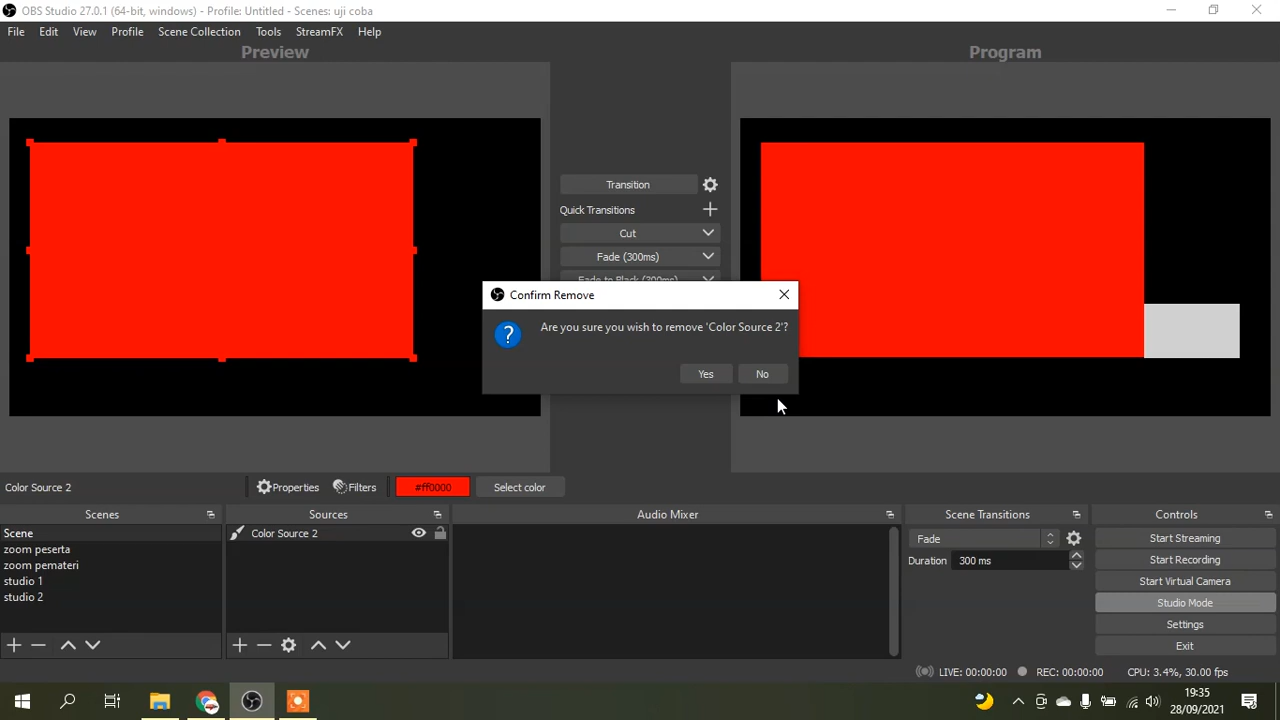 OBS Studio 27.0.1 (64-bit, windows) - Profile: Untitled - Scenes: uji coba
File Edit View Profile Scene Collection Tools StreamFX Help
Preview
Program
Transition
Quick Transitions
Cut
Fade (300ms)
Fade to Black (300ms)
Confirm Remove
Are you sure you wish to remove 'Color Source 2'?
Yes No
Color Source 2 Properties Filters #ff0000 Select color
Scenes
Scene
zoom peserta
zoom pemateri
studio 1
studio 2
Sources
Color Source 2
Audio Mixer
Scene Transitions
Fade
Duration 300 ms
Controls
Start Streaming
Start Recording
Start Virtual Camera
Studio Mode
Settings
Exit
LIVE: 00:00:00 REC: 00:00:00 CPU: 3.4%, 30.00 fps
19:35
28/09/2021